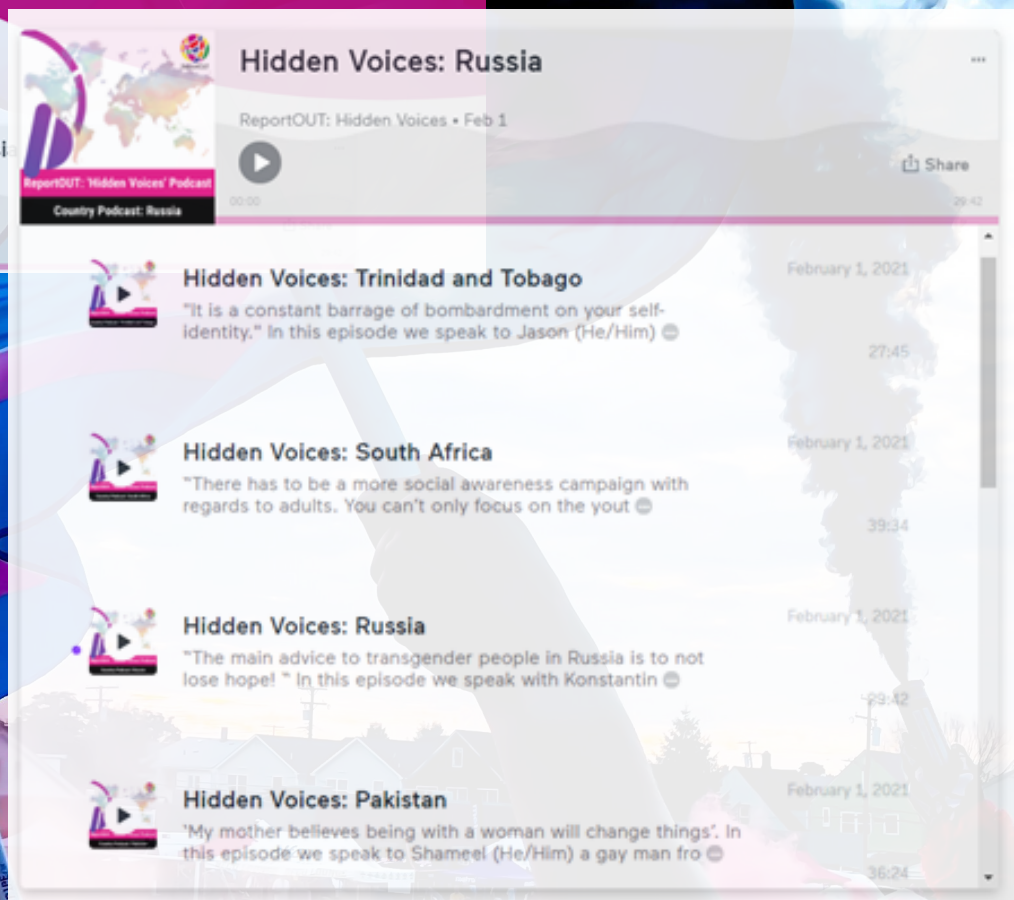 Hidden Voices: Russia
ReportOUT: Hidden Voices • Feb 1
Share
00:00
ReportOUT: 'Hidden Voices' Podcast
Country Podcast: Russia
Hidden Voices: Trinidad and Tobago
February 1, 2021
"It is a constant barrage of bombardment on your self-
identity." In this episode we speak to Jason (He/Him)
27:45
Hidden Voices: South Africa
February 1, 2021
"There has to be a more social awareness campaign with
regards to adults. You can't only focus on the yout
39:34
Hidden Voices: Russia
February 1, 2021
"The main advice to transgender people in Russia is to not
lose hope! " In this episode we speak with Konstantin
Hidden Voices: Pakistan
February 1, 2021
'My mother believes being with a woman will change things'. In
this episode we speak to Shameel (He/Him) a gay man fro
36:24